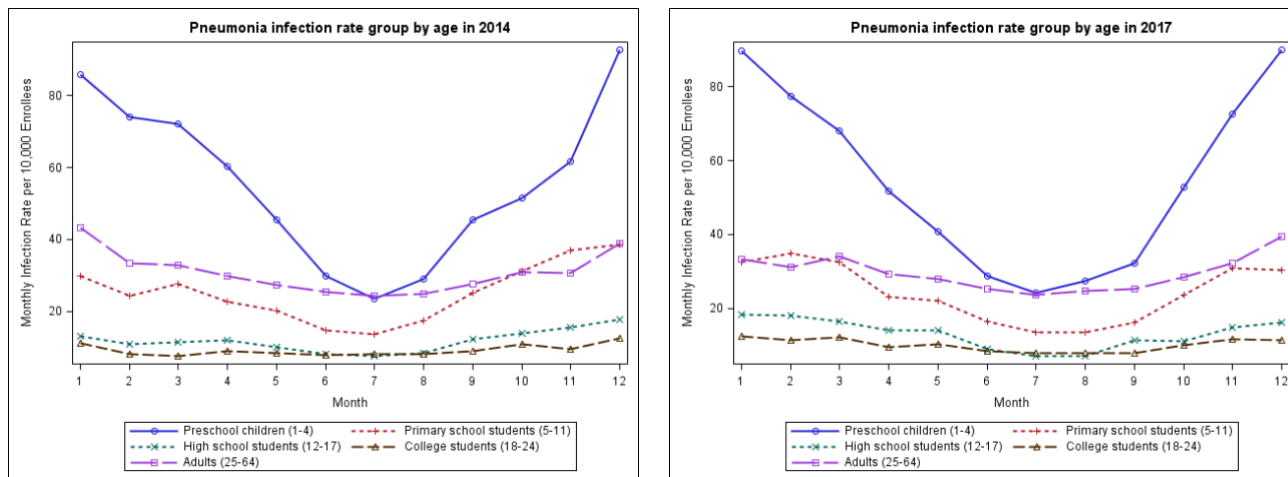 Pneumonia infection rate group by age in 2014
Monthly Infection Rate per 10,000 Enrollees
80
60
40
20
1 2 3 4 5 6 7 8 9 10 11 12
Month
Preschool children (1-4) Primary school students (5-11)
High school students (12-17) College students (18-24)
Adults (25-64)
Pneumonia infection rate group by age in 2017
Monthly Infection Rate per 10,000 Enrollees
80
60
40
20
1 2 3 4 5 6 7 8 9 10 11 12
Month
Preschool children (1-4) Primary school students (5-11)
High school students (12-17) College students (18-24)
Adults (25-64)